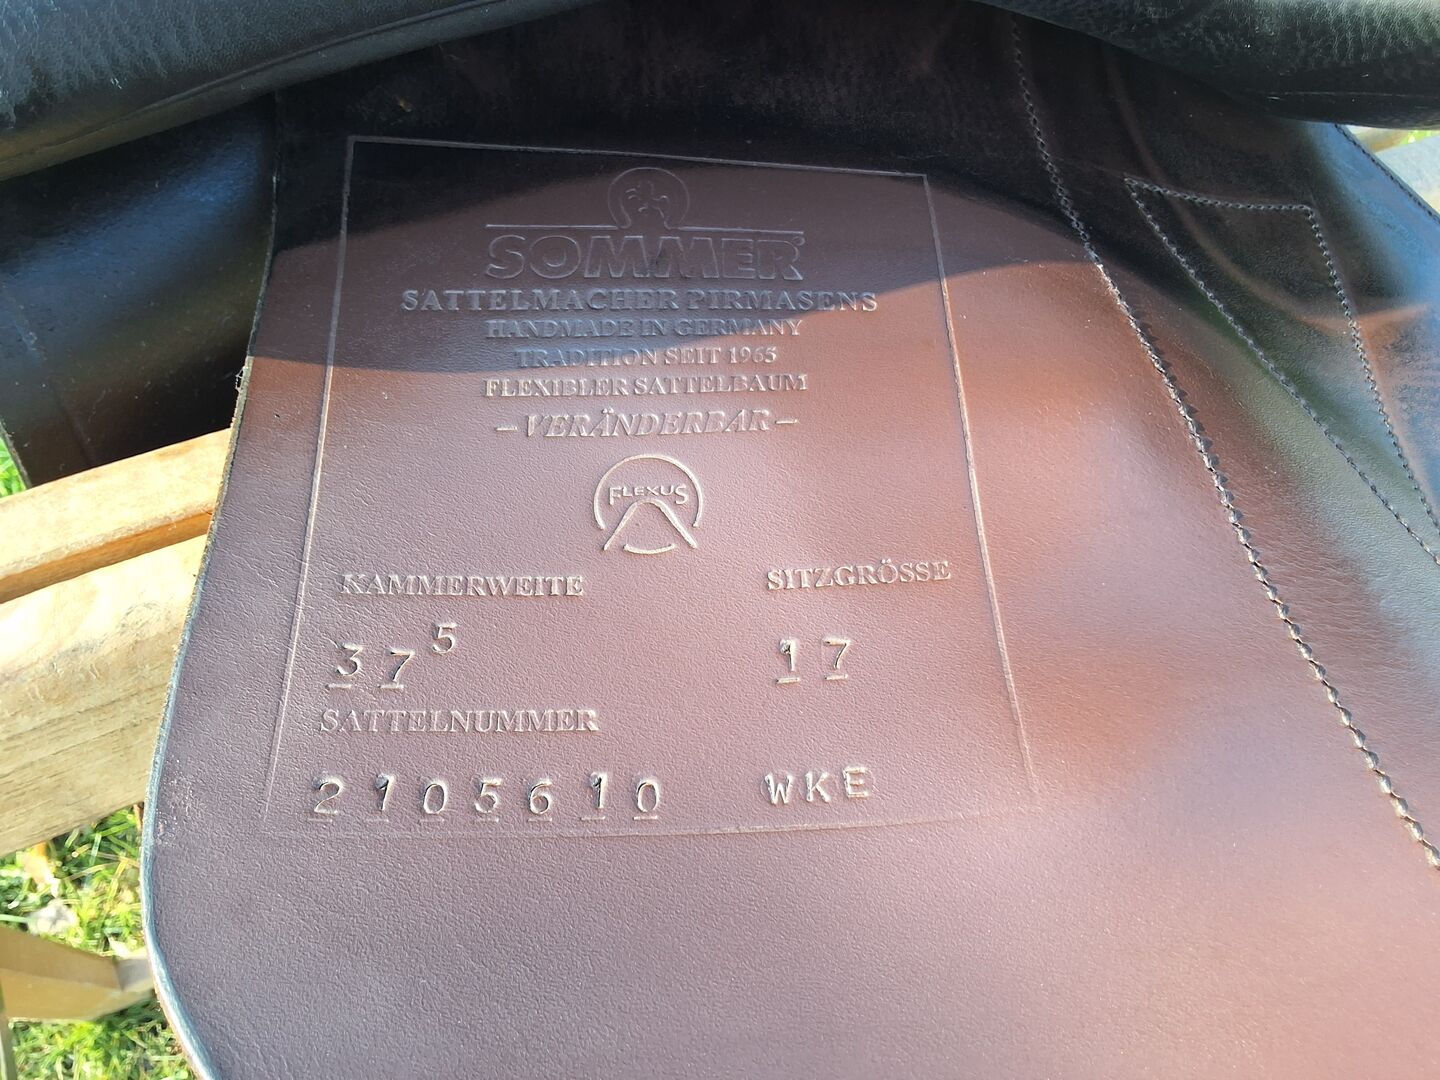 SOMMER
SATTELMACHER PIRMASENS
HANDMADE IN GERMANY
TRADITION SEIT 1965
FLEXIBLER SATTELBAUM
-VERÄNDERBAR-
FLEXUS
KAMMERWEITE SITZGRÖSSE
37⁵ 17
SATTELNUMMER
2105610 WKE